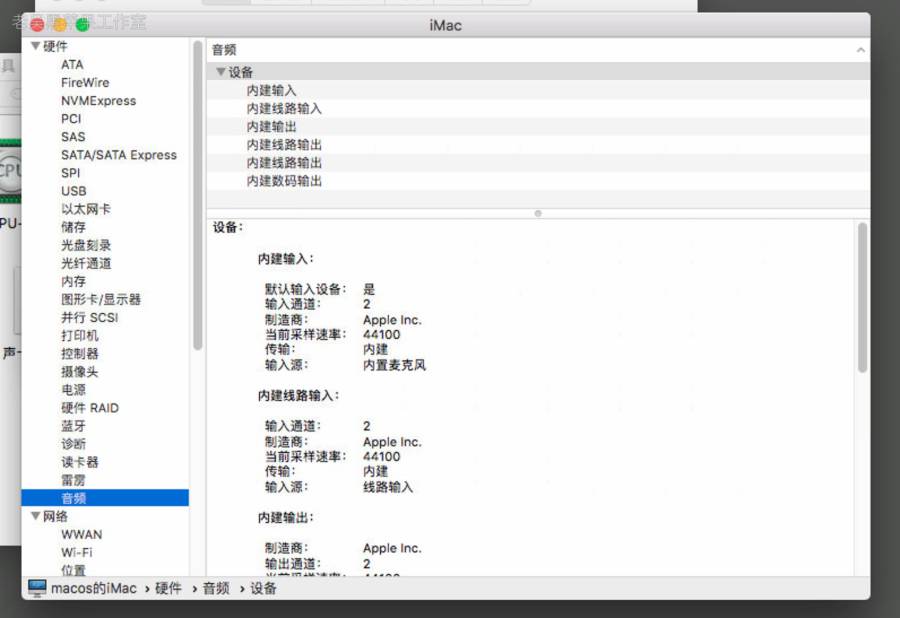 iMac
硬件
ATA
FireWire
NVMExpress
PCI
SAS
SATA/SATA Express
SPI
USB
以太网卡
储存
光盘刻录
光纤通道
内存
图形卡/显示器
并行 SCSI
打印机
控制器
摄像头
电源
硬件 RAID
蓝牙
诊断
读卡器
雷雳
音频
网络
WWAN
Wi-Fi
位置
音频
设备
内建输入
内建线路输入
内建输出
内建线路输出
内建线路输出
内建数码输出
设备：
内建输入：
默认输入设备： 是
输入通道： 2
制造商： Apple Inc.
当前采样速率： 44100
传输： 内建
输入源： 内置麦克风
内建线路输入：
输入通道： 2
制造商： Apple Inc.
当前采样速率： 44100
传输： 内建
输入源： 线路输入
内建输出：
制造商： Apple Inc.
输出通道： 2
macos的iMac › 硬件 › 音频 › 设备